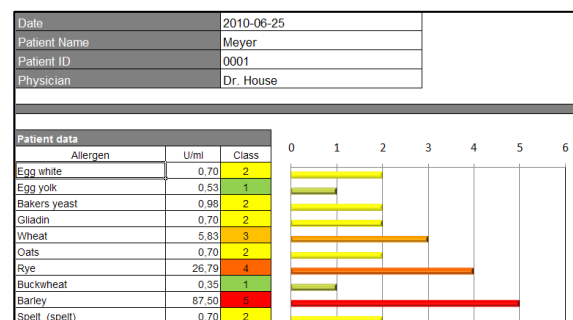 Date 2010-06-25
Patient Name Meyer
Patient ID 0001
Physician Dr. House
Patient data
Allergen U/ml Class 0 1 2 3 4 5 6
Egg white 0,70 2
Egg yolk 0,53 1
Bakers yeast 0,98 2
Gliadin 0,70 2
Wheat 5,83 3
Oats 0,70 2
Rye 26,79 4
Buckwheat 0,35 1
Barley 87,50 5
Spelt (spelt) 0,70 2